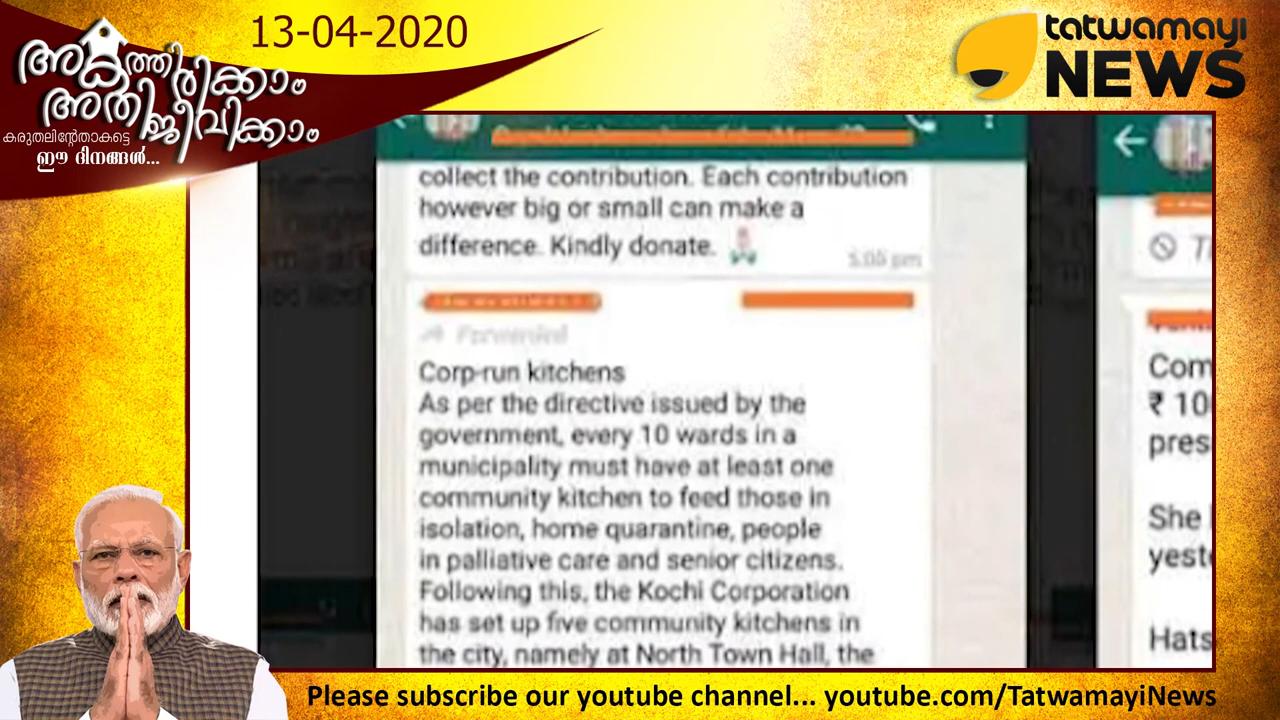 13-04-2020
അകത്തിരിക്കാം
അതിജീവിക്കാം
കരുതലിന്റേതാകട്ടെ
ഈ ദിനങ്ങൾ...
tatwamayi
NEWS
collect the contribution. Each contribution
however big or small can make a
difference. Kindly donate.
5:05 pm
Forwarded
Corp-run kitchens
As per the directive issued by the
government, every 10 wards in a
municipality must have at least one
community kitchen to feed those in
isolation, home quarantine, people
in palliative care and senior citizens.
Following this, the Kochi Corporation
has set up five community kitchens in
the city, namely at North Town Hall, the
Com
₹ 10
pres
She
yest
Hats
Please subscribe our youtube channel... youtube.com/TatwamayiNews